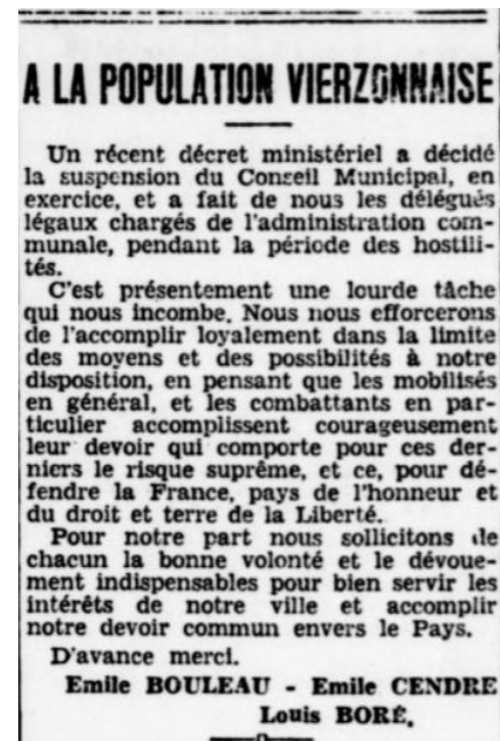 A LA POPULATION VIERZONNAISE
Un récent décret ministériel a décidé
la suspension du Conseil Municipal, en
exercice, et a fait de nous les délégués
légaux chargés de l'administration com-
munale, pendant la période des hostili-
tés.
C'est présentement une lourde tâche
qui nous incombe. Nous nous efforcerons
de l'accomplir loyalement dans la limite
des moyens et des possibilités à notre
disposition, en pensant que les mobilisés
en général, et les combattants en par-
ticulier accomplissent courageusement
leur devoir qui comporte pour ces der-
niers le risque suprême, et ce, pour dé-
fendre la France, pays de l'honneur et
du droit et terre de la Liberté.
Pour notre part nous sollicitons de
chacun la bonne volonté et le dévoue-
ment indispensables pour bien servir les
intérêts de notre ville et accomplir
notre devoir commun envers le Pays.
D'avance merci.
Emile BOULEAU - Emile CENDRE
Louis BORÉ.